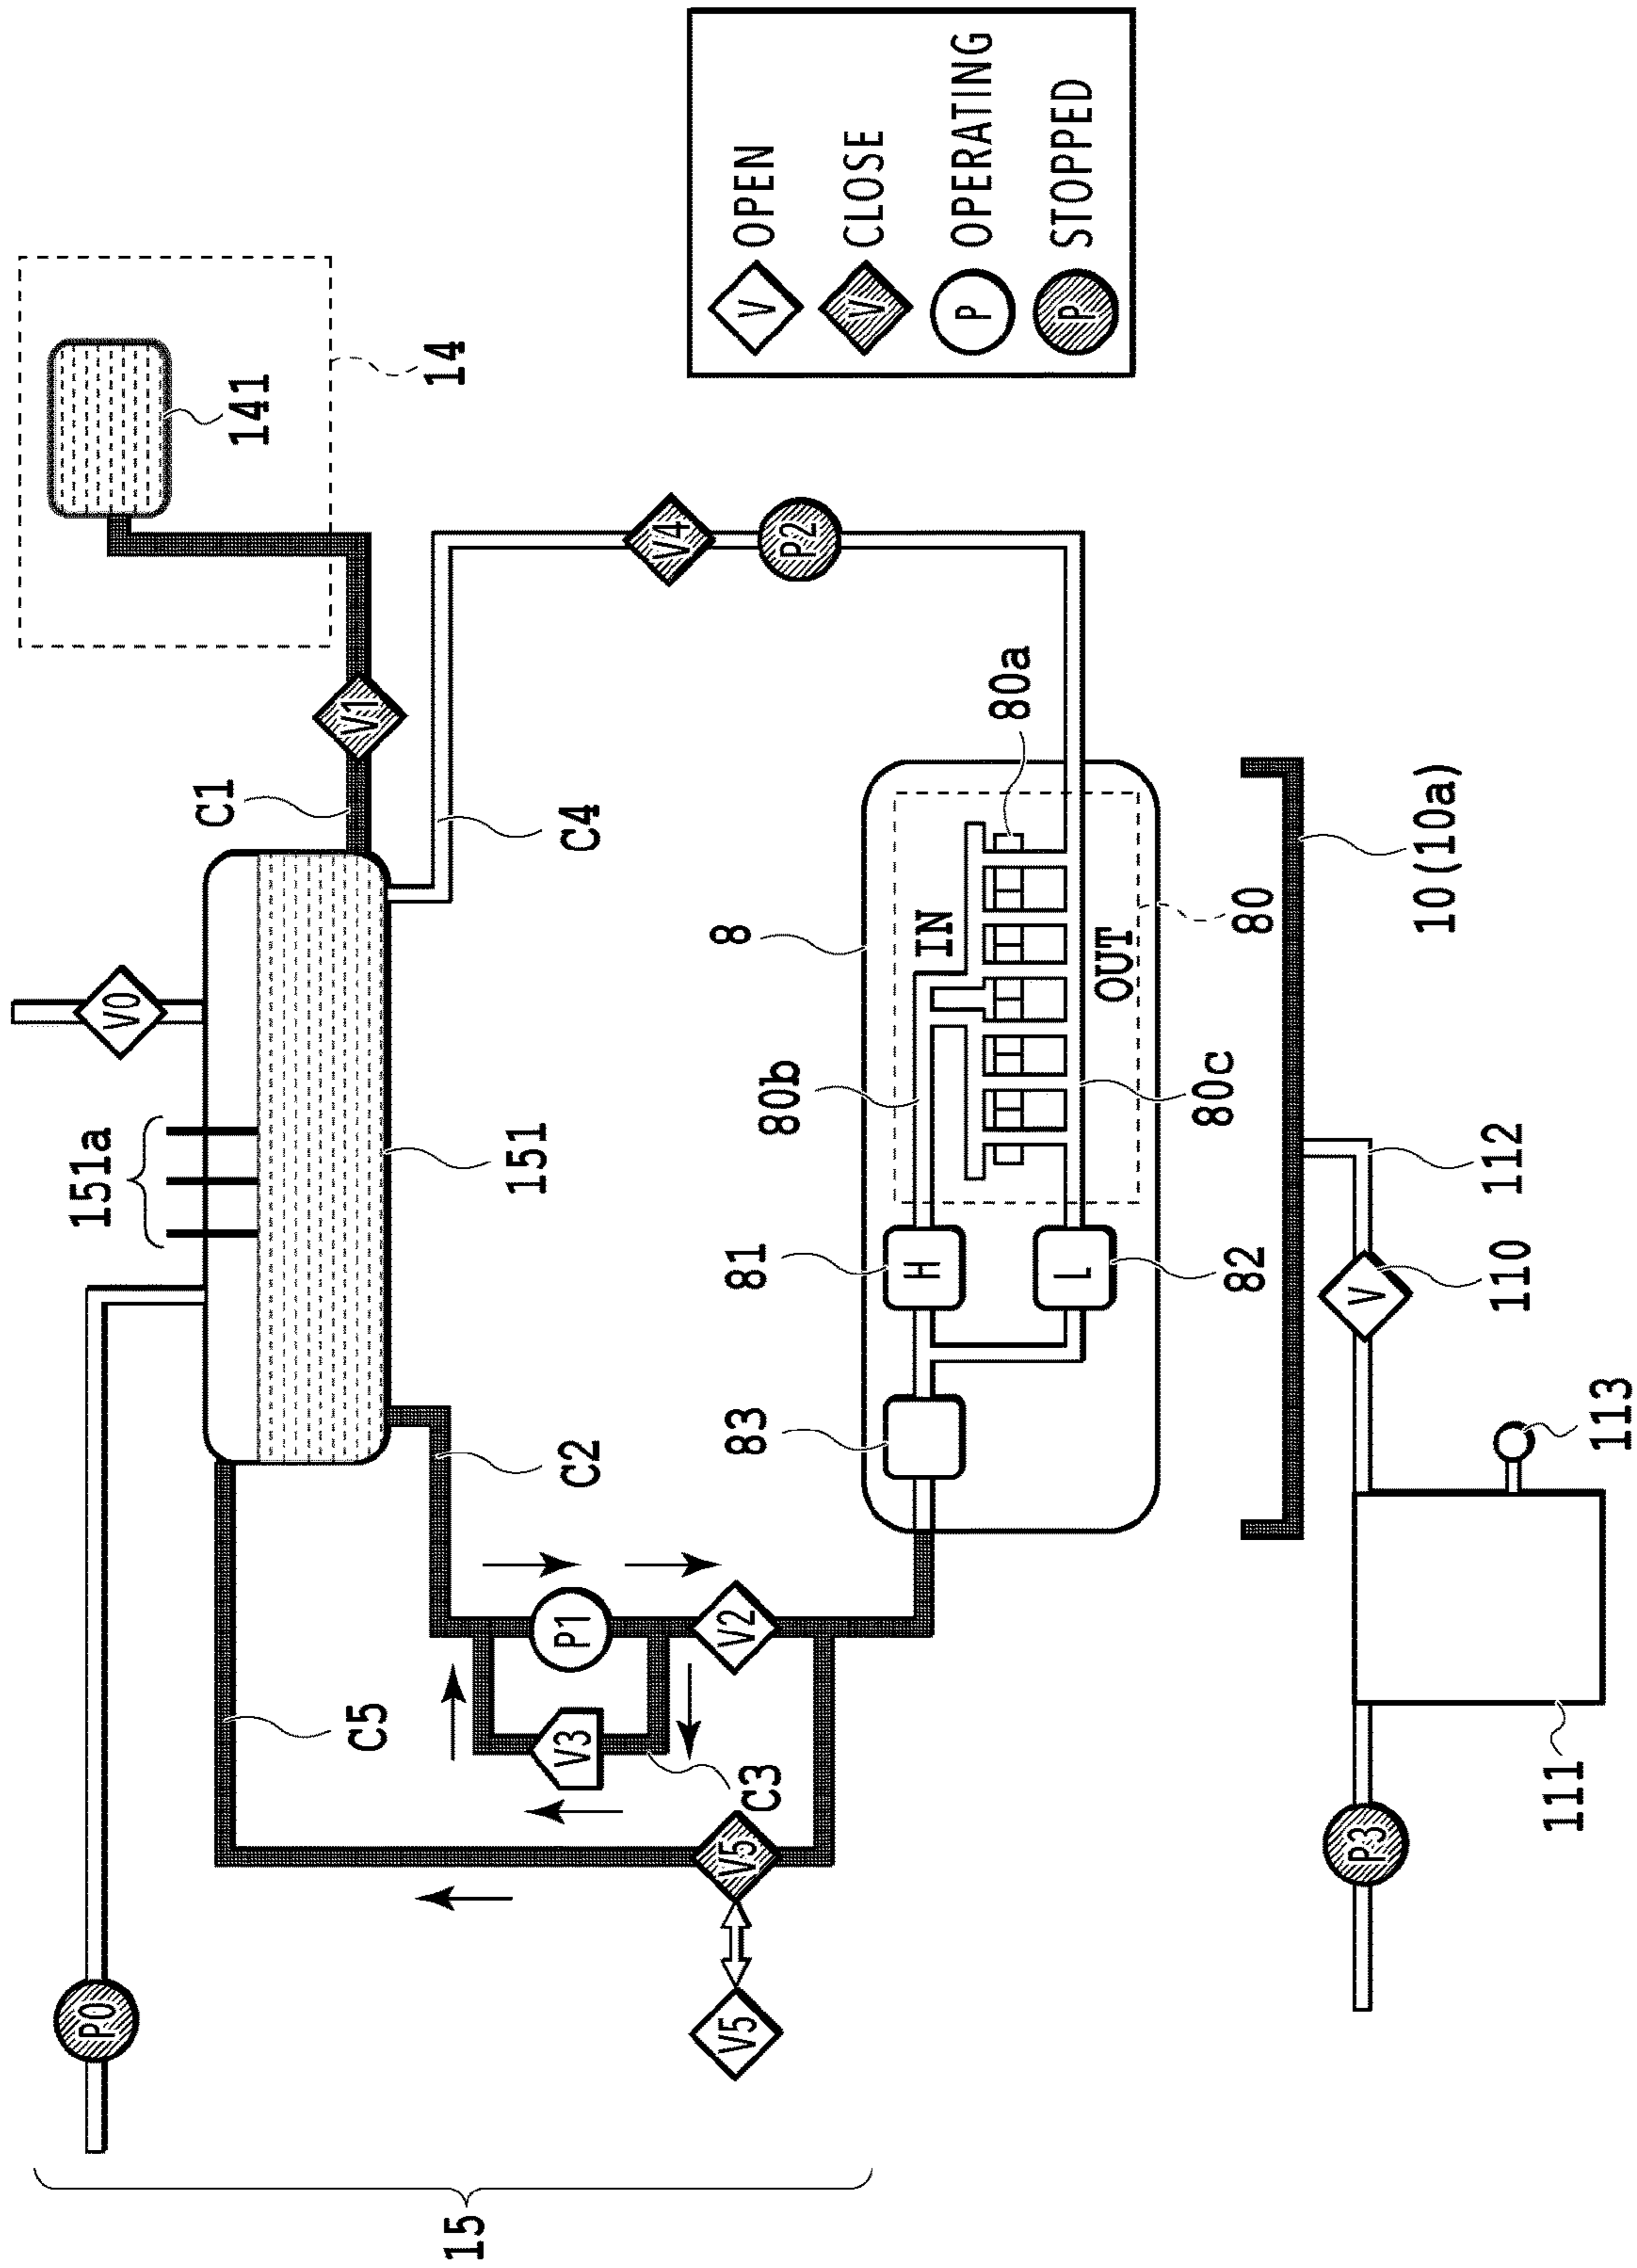 15
P0
V0
151a
C1
V1
14
141
C5
C2
151
C4
V4
P2
P1
V2
V3
C3
V5
V5
8
83
81
80b
IN
80a
H
L
82
80c
OUT
80
10(10a)
112
110
V
113
111
P3
V OPEN
V CLOSE
P OPERATING
P STOPPED